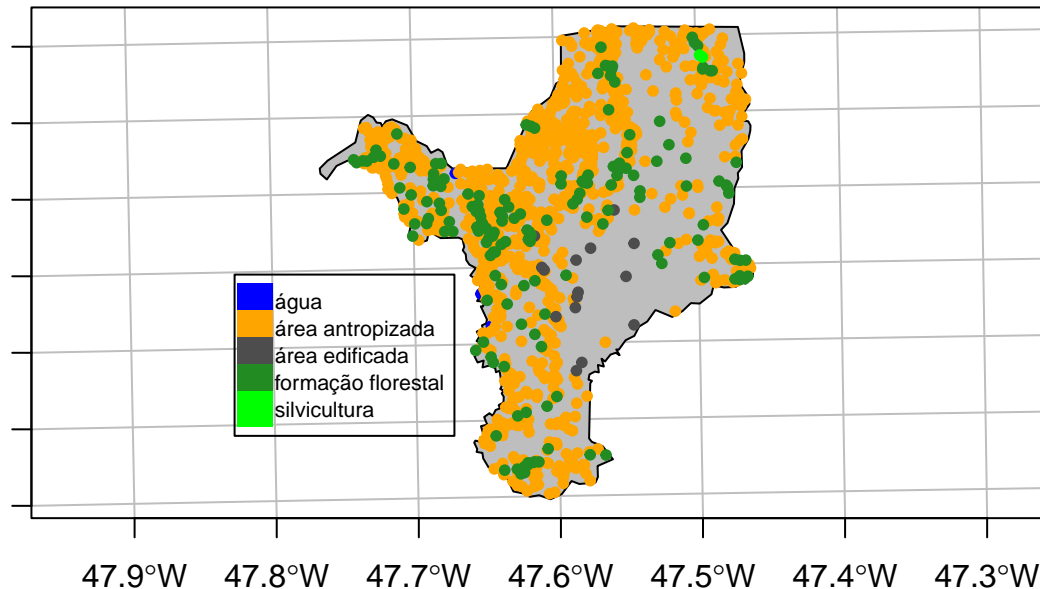 água
área antropizada
área edificada
formação florestal
silvicultura
47.9°W 47.8°W 47.7°W 47.6°W 47.5°W 47.4°W 47.3°W